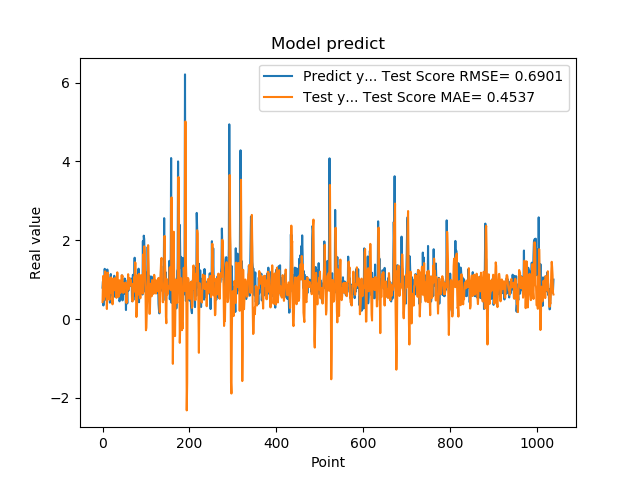 Model predict
Predict y... Test Score RMSE= 0.6901
Test y... Test Score MAE= 0.4537
Real value
6
4
2
0
−2
0 200 400 600 800 1000
Point